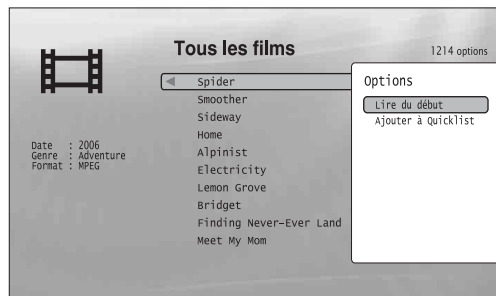 Tous les films
1214 options
Spider
Smoother
Sideway
Home
Alpinist
Electricity
Lemon Grove
Bridget
Finding Never-Ever Land
Meet My Mom
Date : 2006
Genre : Adventure
Format : MPEG
Options
Lire du début
Ajouter à Quicklist